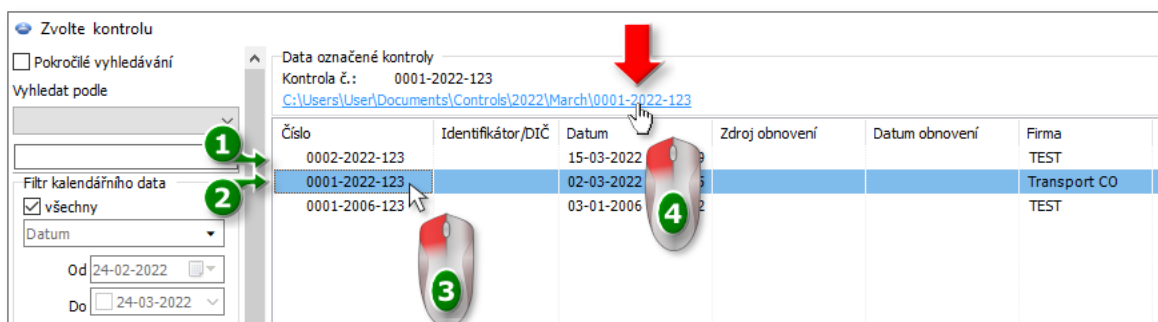 Zvolte kontrolu
Pokročilé vyhledávání
Vyhledat podle
Filtr kalendářního data
všechny
Datum
Od 24-02-2022
Do 24-03-2022
Data označené kontroly
Kontrola č.: 0001-2022-123
C:\Users\User\Documents\Controls\2022\March\0001-2022-123
Číslo Identifikátor/DIČ Datum Zdroj obnovení Datum obnovení Firma
1 0002-2022-123 15-03-2022 9 TEST
2 0001-2022-123 02-03-2022 Transport CO
0001-2006-123 03-01-2006 2 TEST
3
4